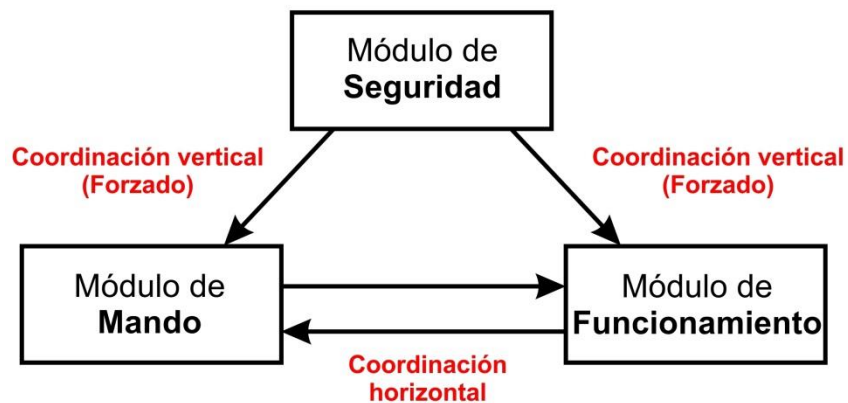 Módulo de
Seguridad
Coordinación vertical
(Forzado)
Coordinación vertical
(Forzado)
Módulo de
Mando
Módulo de
Funcionamiento
Coordinación
horizontal